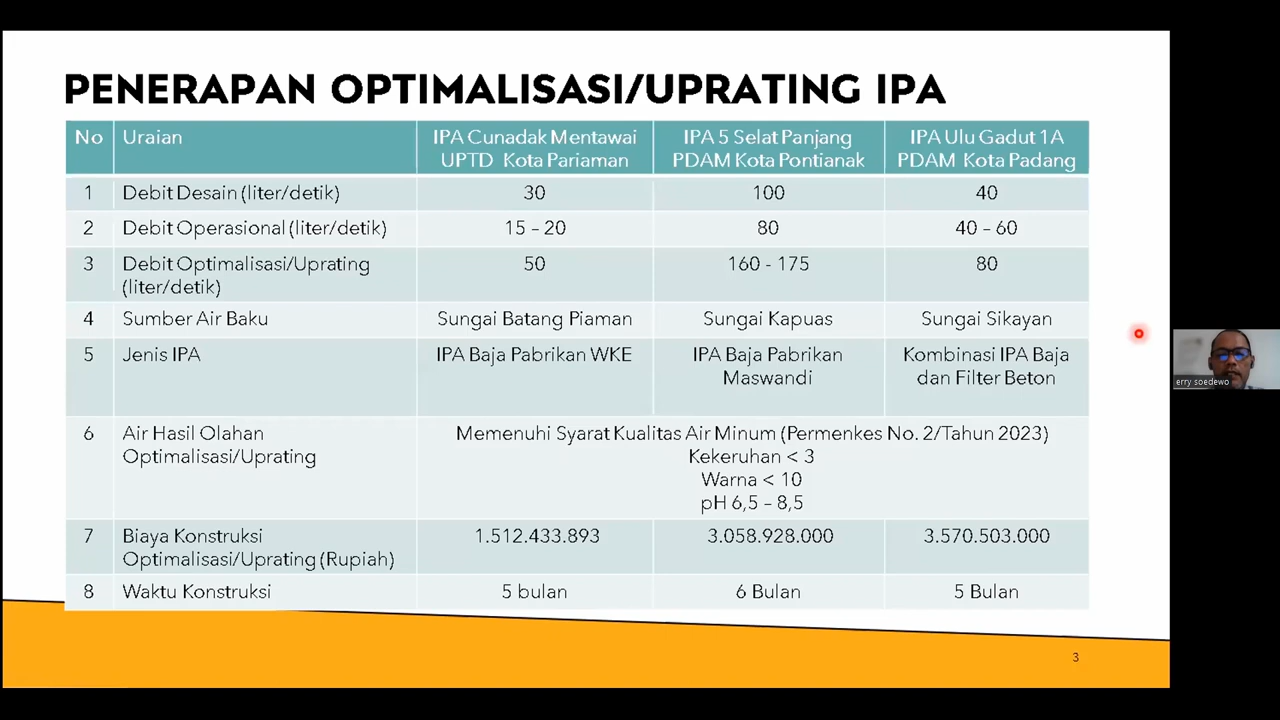 PENERAPAN OPTIMALISASI/UPRATING IPA
No Uraian IPA Cunadak Mentawai UPTD Kota Pariaman IPA 5 Selat Panjang PDAM Kota Pontianak IPA Ulu Gadut 1A PDAM Kota Padang
1 Debit Desain (liter/detik) 30 100 40
2 Debit Operasional (liter/detik) 15 – 20 80 40 – 60
3 Debit Optimalisasi/Uprating (liter/detik) 50 160 - 175 80
4 Sumber Air Baku Sungai Batang Piaman Sungai Kapuas Sungai Sikayan
5 Jenis IPA IPA Baja Pabrikan WKE IPA Baja Pabrikan Maswandi Kombinasi IPA Baja dan Filter Beton
6 Air Hasil Olahan Optimalisasi/Uprating Memenuhi Syarat Kualitas Air Minum (Permenkes No. 2/Tahun 2023)
Kekeruhan < 3
Warna < 10
pH 6,5 – 8,5
7 Biaya Konstruksi Optimalisasi/Uprating (Rupiah) 1.512.433.893 3.058.928.000 3.570.503.000
8 Waktu Konstruksi 5 bulan 6 Bulan 5 Bulan
3
erry soedewo